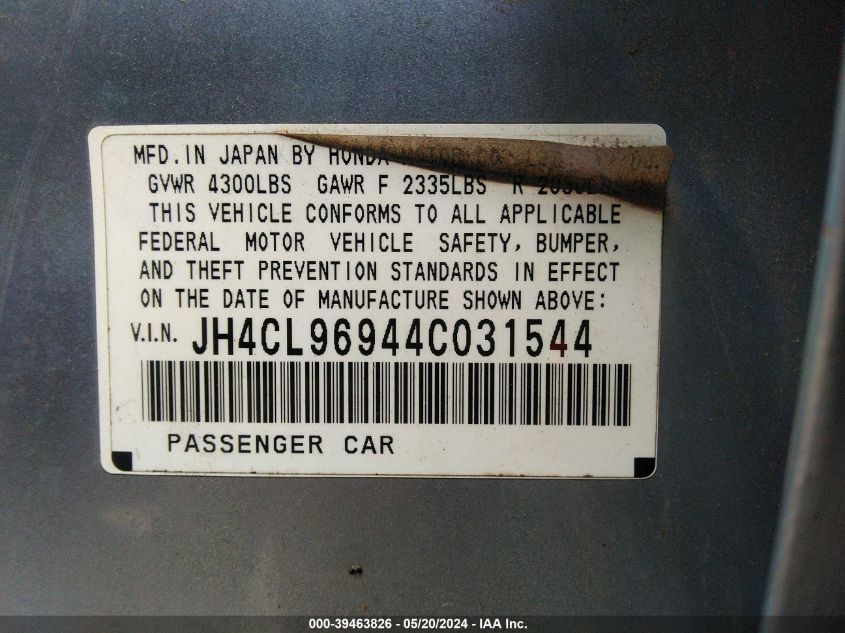 MFD. IN JAPAN BY HONDA MOTOR CO.
GVWR 4300LBS GAWR F 2335LBS R
THIS VEHICLE CONFORMS TO ALL APPLICABLE
FEDERAL MOTOR VEHICLE SAFETY, BUMPER,
AND THEFT PREVENTION STANDARDS IN EFFECT
ON THE DATE OF MANUFACTURE SHOWN ABOVE:
V.I.N. JH4CL96944C031544
PASSENGER CAR
000-39463826 - 05/20/2024 - IAA Inc.